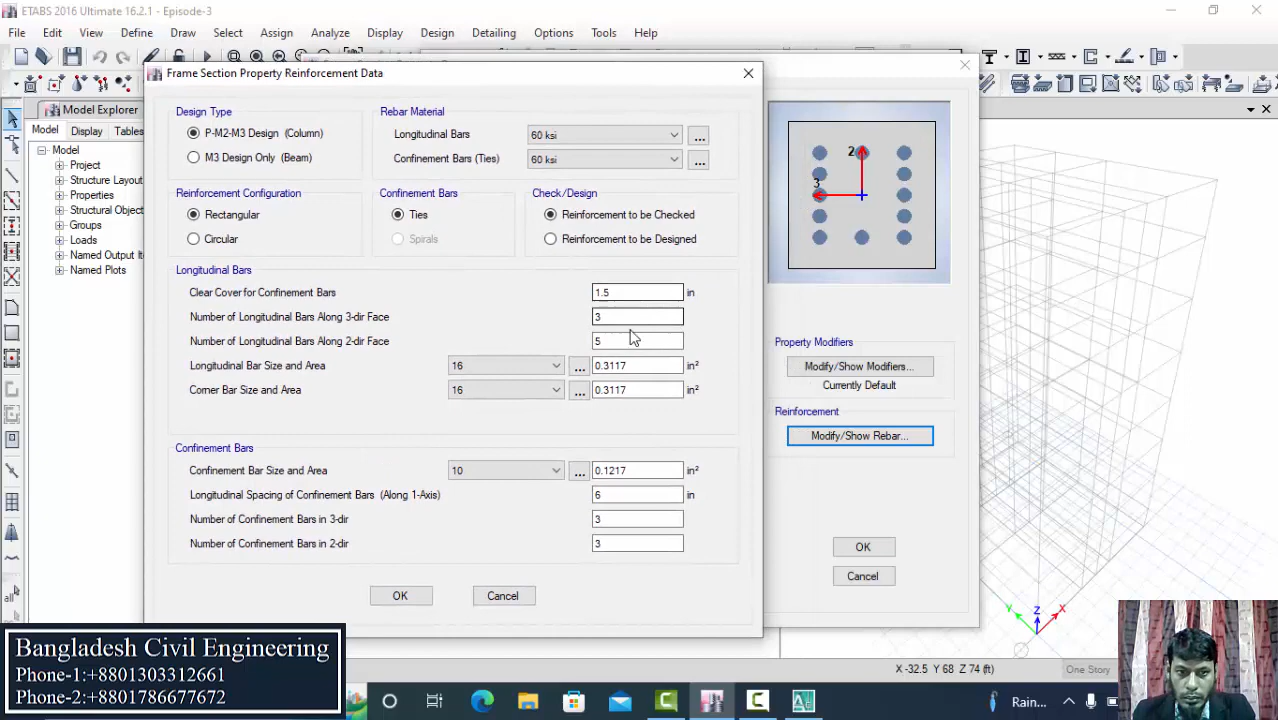 ETABS 2016 Ultimate 16.2.1 - Episode-3
File Edit View Define Draw Select Assign Analyze Display Design Detailing Options Tools Help
Model Explorer
Model Display Tables
Model
Project
Structure Layou
Properties
Structural Object
Groups
Loads
Named Output Ite
Named Plots
Frame Section Property Reinforcement Data
Design Type
P-M2-M3 Design (Column)
M3 Design Only (Beam)
Rebar Material
Longitudinal Bars 60 ksi ...
Confinement Bars (Ties) 60 ksi ...
Reinforcement Configuration
Rectangular
Circular
Confinement Bars
Ties
Spirals
Check/Design
Reinforcement to be Checked
Reinforcement to be Designed
Longitudinal Bars
Clear Cover for Confinement Bars 1.5 in
Number of Longitudinal Bars Along 3-dir Face 3
Number of Longitudinal Bars Along 2-dir Face 5
Longitudinal Bar Size and Area 16 ... 0.3117 in²
Corner Bar Size and Area 16 ... 0.3117 in²
Confinement Bars
Confinement Bar Size and Area 10 ... 0.1217 in²
Longitudinal Spacing of Confinement Bars (Along 1-Axis) 6 in
Number of Confinement Bars in 3-dir 3
Number of Confinement Bars in 2-dir 3
OK Cancel
2
3
Property Modifiers
Modify/Show Modifiers...
Currently Default
Reinforcement
Modify/Show Rebar...
OK
Cancel
Y Z X
X -32.5 Y 68 Z 74 (ft)
One Story
Bangladesh Civil Engineering
Phone-1:+8801303312661
Phone-2:+8801786677672
Rain...